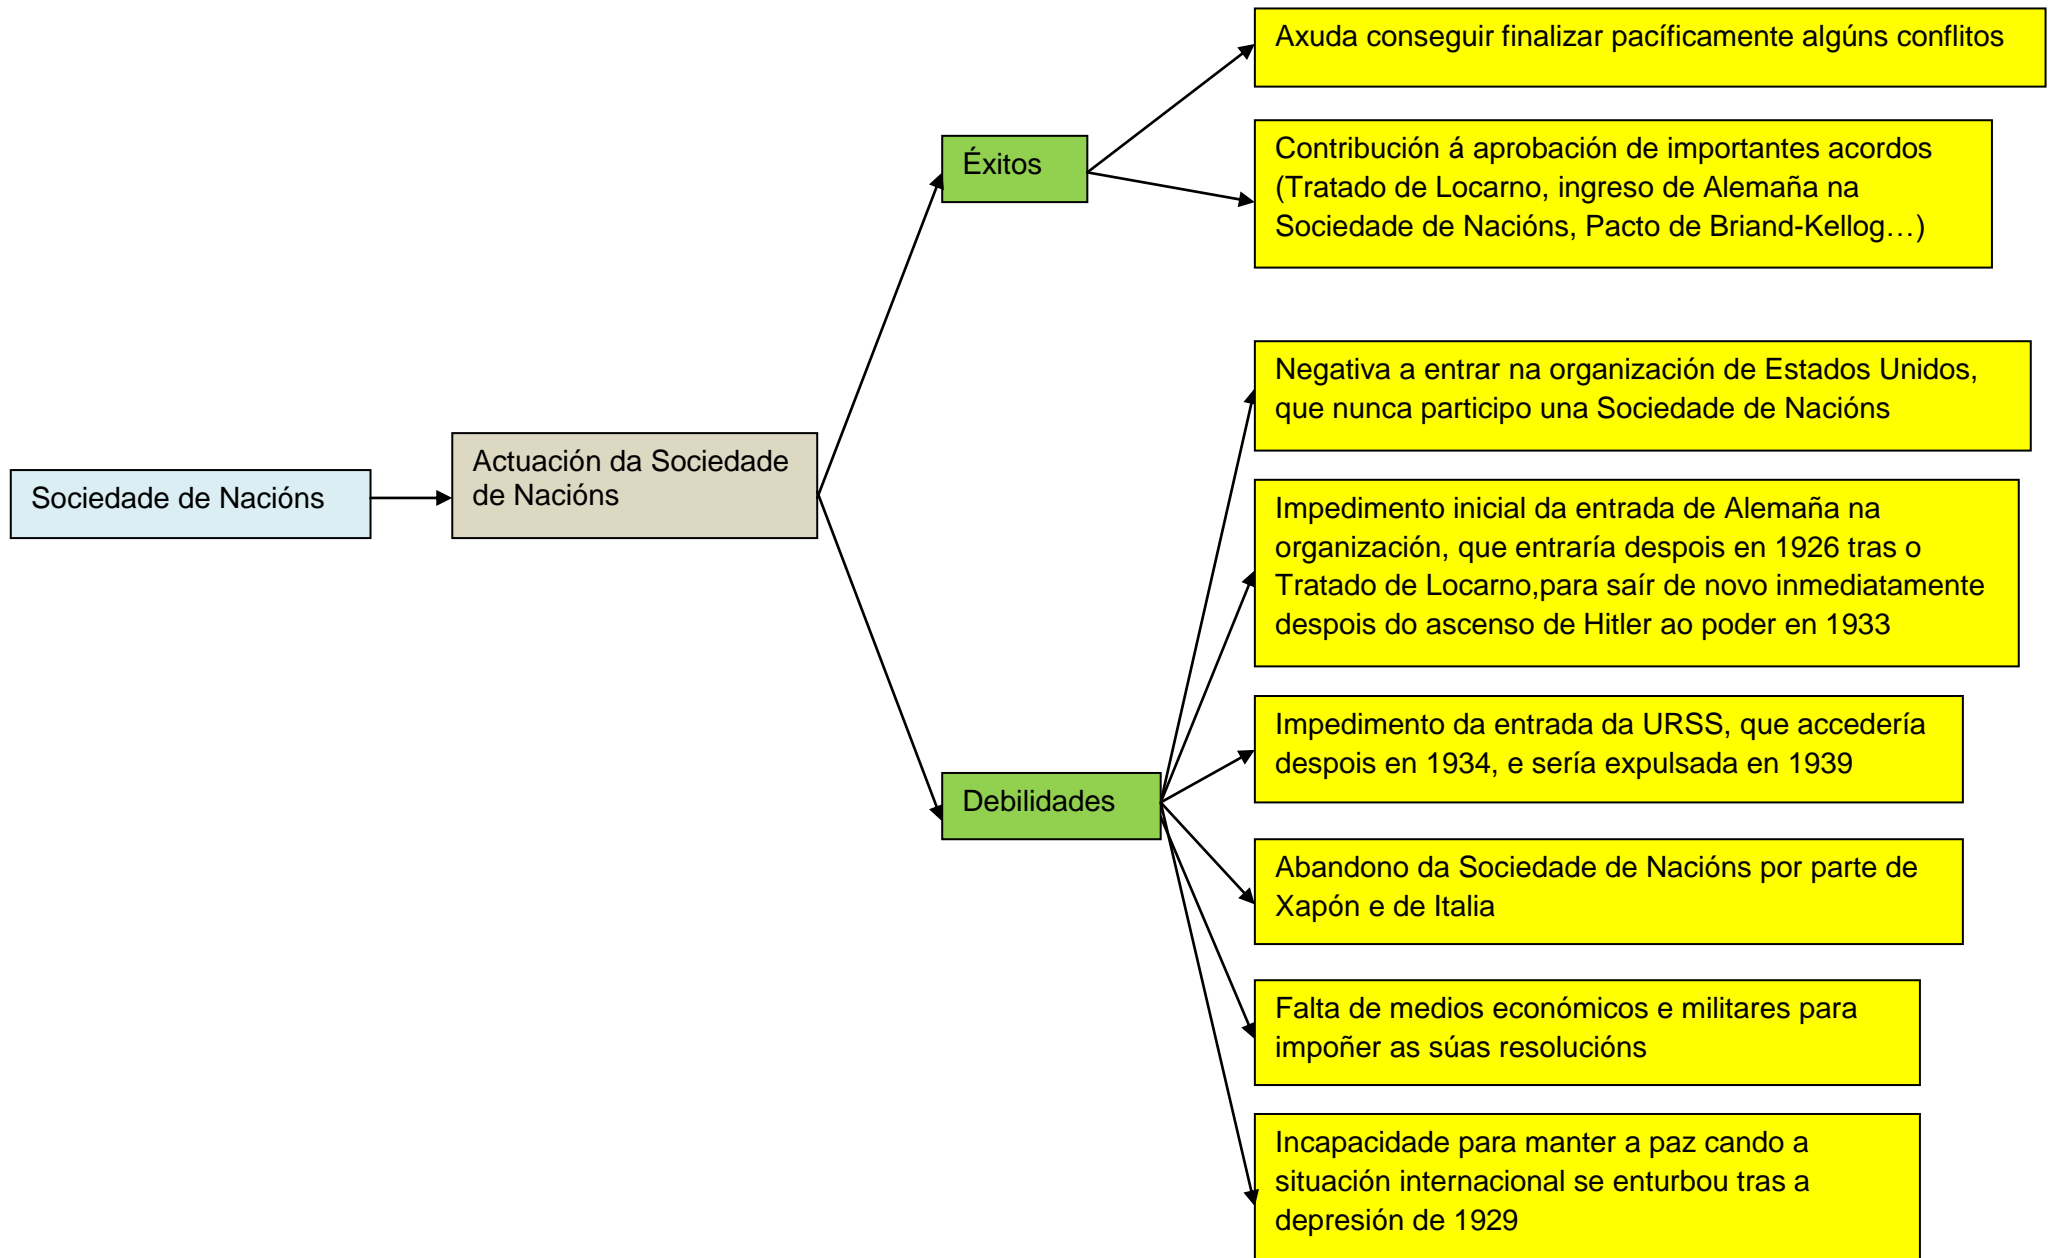 Sociedade de Nacións
Actuación da Sociedade
de Nacións
Éxitos
Axuda conseguir finalizar pacíficamente algúns conflitos
Contribución á aprobación de importantes acordos
(Tratado de Locarno, ingreso de Alemaña na
Sociedade de Nacións, Pacto de Briand-Kellog…)
Debilidades
Negativa a entrar na organización de Estados Unidos,
que nunca participo una Sociedade de Nacións
Impedimento inicial da entrada de Alemaña na
organización, que entraría despois en 1926 tras o
Tratado de Locarno,para saír de novo inmediatamente
despois do ascenso de Hitler ao poder en 1933
Impedimento da entrada da URSS, que accedería
despois en 1934, e sería expulsada en 1939
Abandono da Sociedade de Nacións por parte de
Xapón e de Italia
Falta de medios económicos e militares para
impoñer as súas resolucións
Incapacidade para manter a paz cando a
situación internacional se enturbou tras a
depresión de 1929